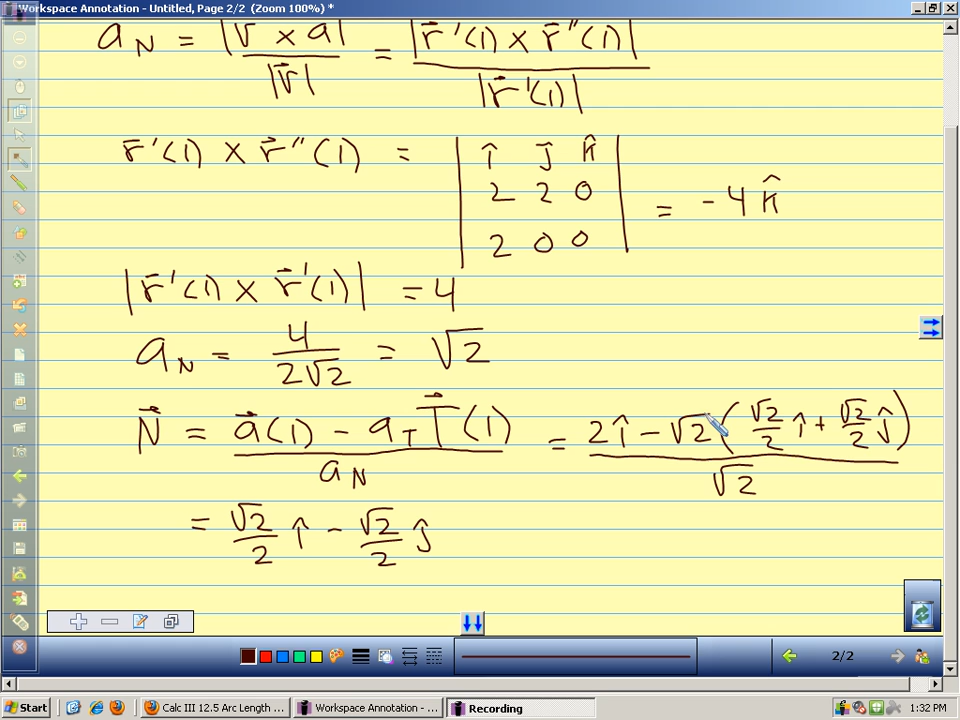 Workspace Annotation - Untitled, Page 2/2 (Zoom 100%) *
a_N = |V × a| / |V⃗| = |r⃗'(1) × r⃗''(1)| / |r⃗'(1)|
r'(1) × r⃗''(1) = | î ĵ k̂ ; 2 2 0 ; 2 0 0 | = -4 k̂
|r⃗'(1) × r⃗'(1)| = 4
a_N = 4 / 2√2 = √2
N⃗ = a⃗(1) - a_T T⃗(1) / a_N = 2î - √2 (√2/2 î + √2/2 ĵ) / √2
= √2/2 î - √2/2 ĵ
2/2
Start
Calc III 12.5 Arc Length ...
Workspace Annotation - ...
Recording
1:32 PM